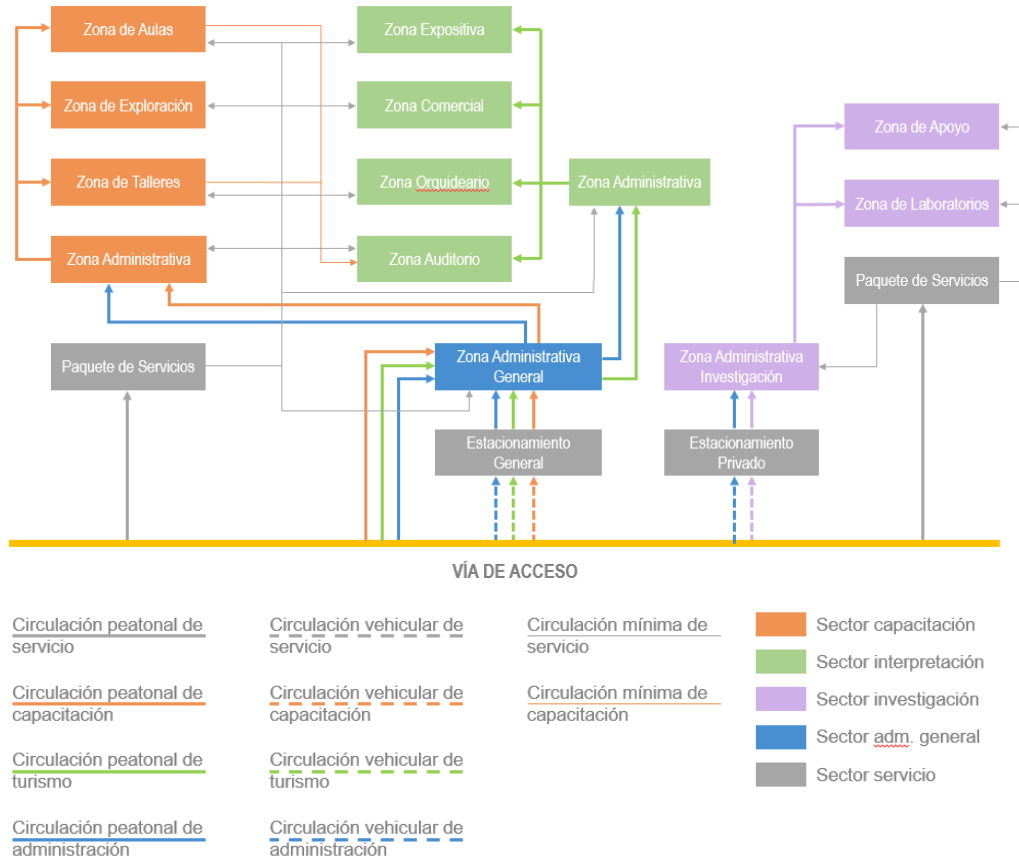 Zona de Aulas
Zona Expositiva
Zona de Exploración
Zona Comercial
Zona de Apoyo
Zona de Talleres
Zona Orquideario
Zona Administrativa
Zona de Laboratorios
Zona Administrativa
Zona Auditorio
Paquete de Servicios
Paquete de Servicios
Zona Administrativa
General
Zona Administrativa
Investigación
Estacionamiento
General
Estacionamiento
Privado
VÍA DE ACCESO
Circulación peatonal de
servicio
Circulación vehicular de
servicio
Circulación mínima de
servicio
Circulación peatonal de
capacitación
Circulación vehicular de
capacitación
Circulación mínima de
capacitación
Circulación peatonal de
turismo
Circulación vehicular de
turismo
Circulación peatonal de
administración
Circulación vehicular de
administración
Sector capacitación
Sector interpretación
Sector investigación
Sector adm. general
Sector servicio